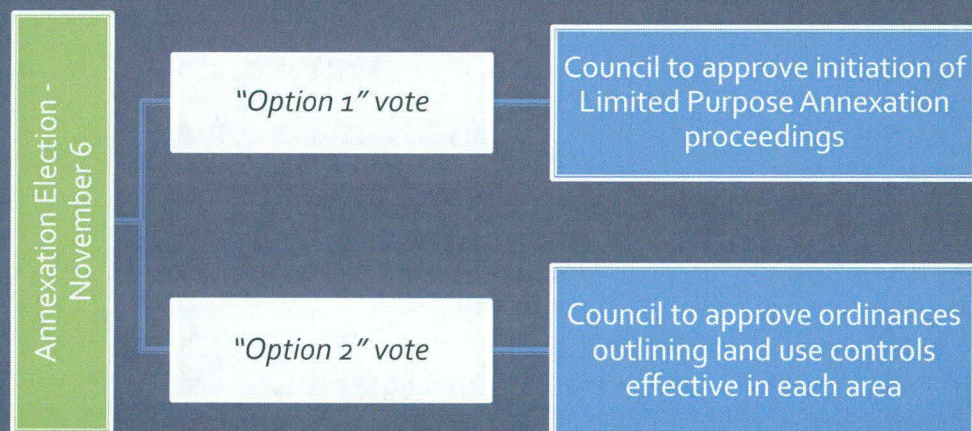 Annexation Election -
November 6
"Option 1" vote
Council to approve initiation of
Limited Purpose Annexation
proceedings
"Option 2" vote
Council to approve ordinances
outlining land use controls
effective in each area